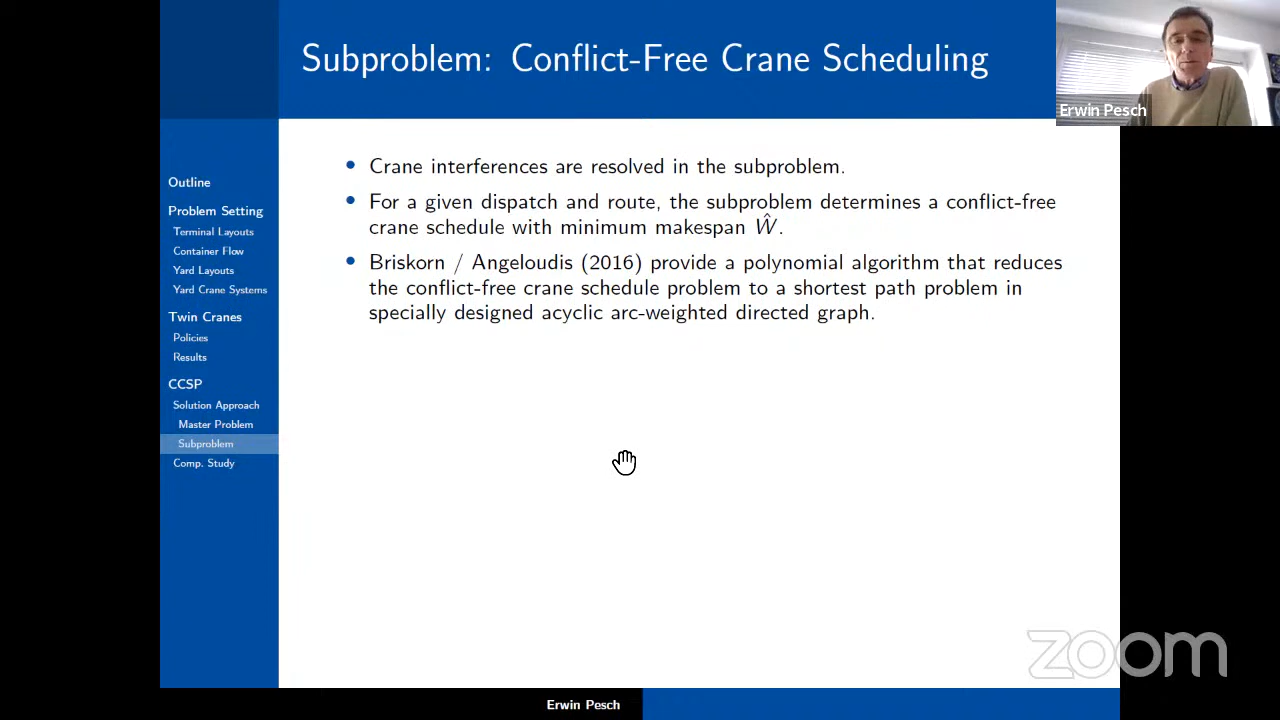 Subproblem: Conflict-Free Crane Scheduling
Erwin Pesch
Outline
Problem Setting
Terminal Layouts
Container Flow
Yard Layouts
Yard Crane Systems
Twin Cranes
Policies
Results
CCSP
Solution Approach
Master Problem
Subproblem
Comp. Study
• Crane interferences are resolved in the subproblem.
• For a given dispatch and route, the subproblem determines a conflict-free
crane schedule with minimum makespan Ŵ.
• Briskorn / Angeloudis (2016) provide a polynomial algorithm that reduces
the conflict-free crane schedule problem to a shortest path problem in
specially designed acyclic arc-weighted directed graph.
zoom
Erwin Pesch